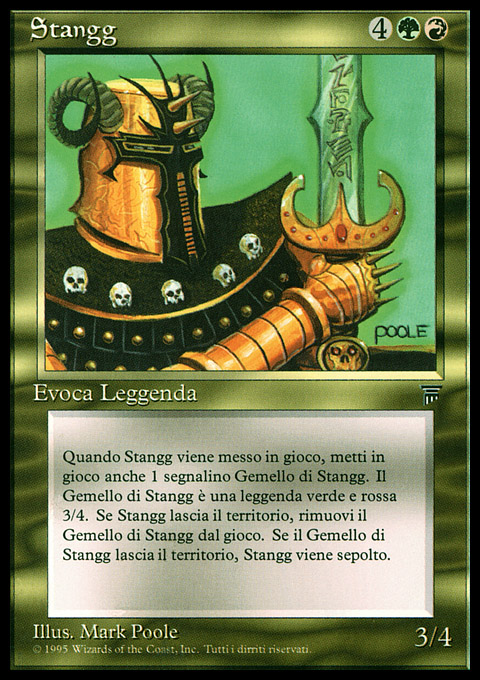 Stangg 4
POOLE
Evoca Leggenda
Quando Stangg viene messo in gioco, metti in
gioco anche 1 segnalino Gemello di Stangg. Il
Gemello di Stangg è una leggenda verde e rossa
3/4. Se Stangg lascia il territorio, rimuovi il
Gemello di Stangg dal gioco. Se il Gemello di
Stangg lascia il territorio, Stangg viene sepolto.
Illus. Mark Poole
3/4
© 1995 Wizards of the Coast, Inc. Tutti i diritti riservati.